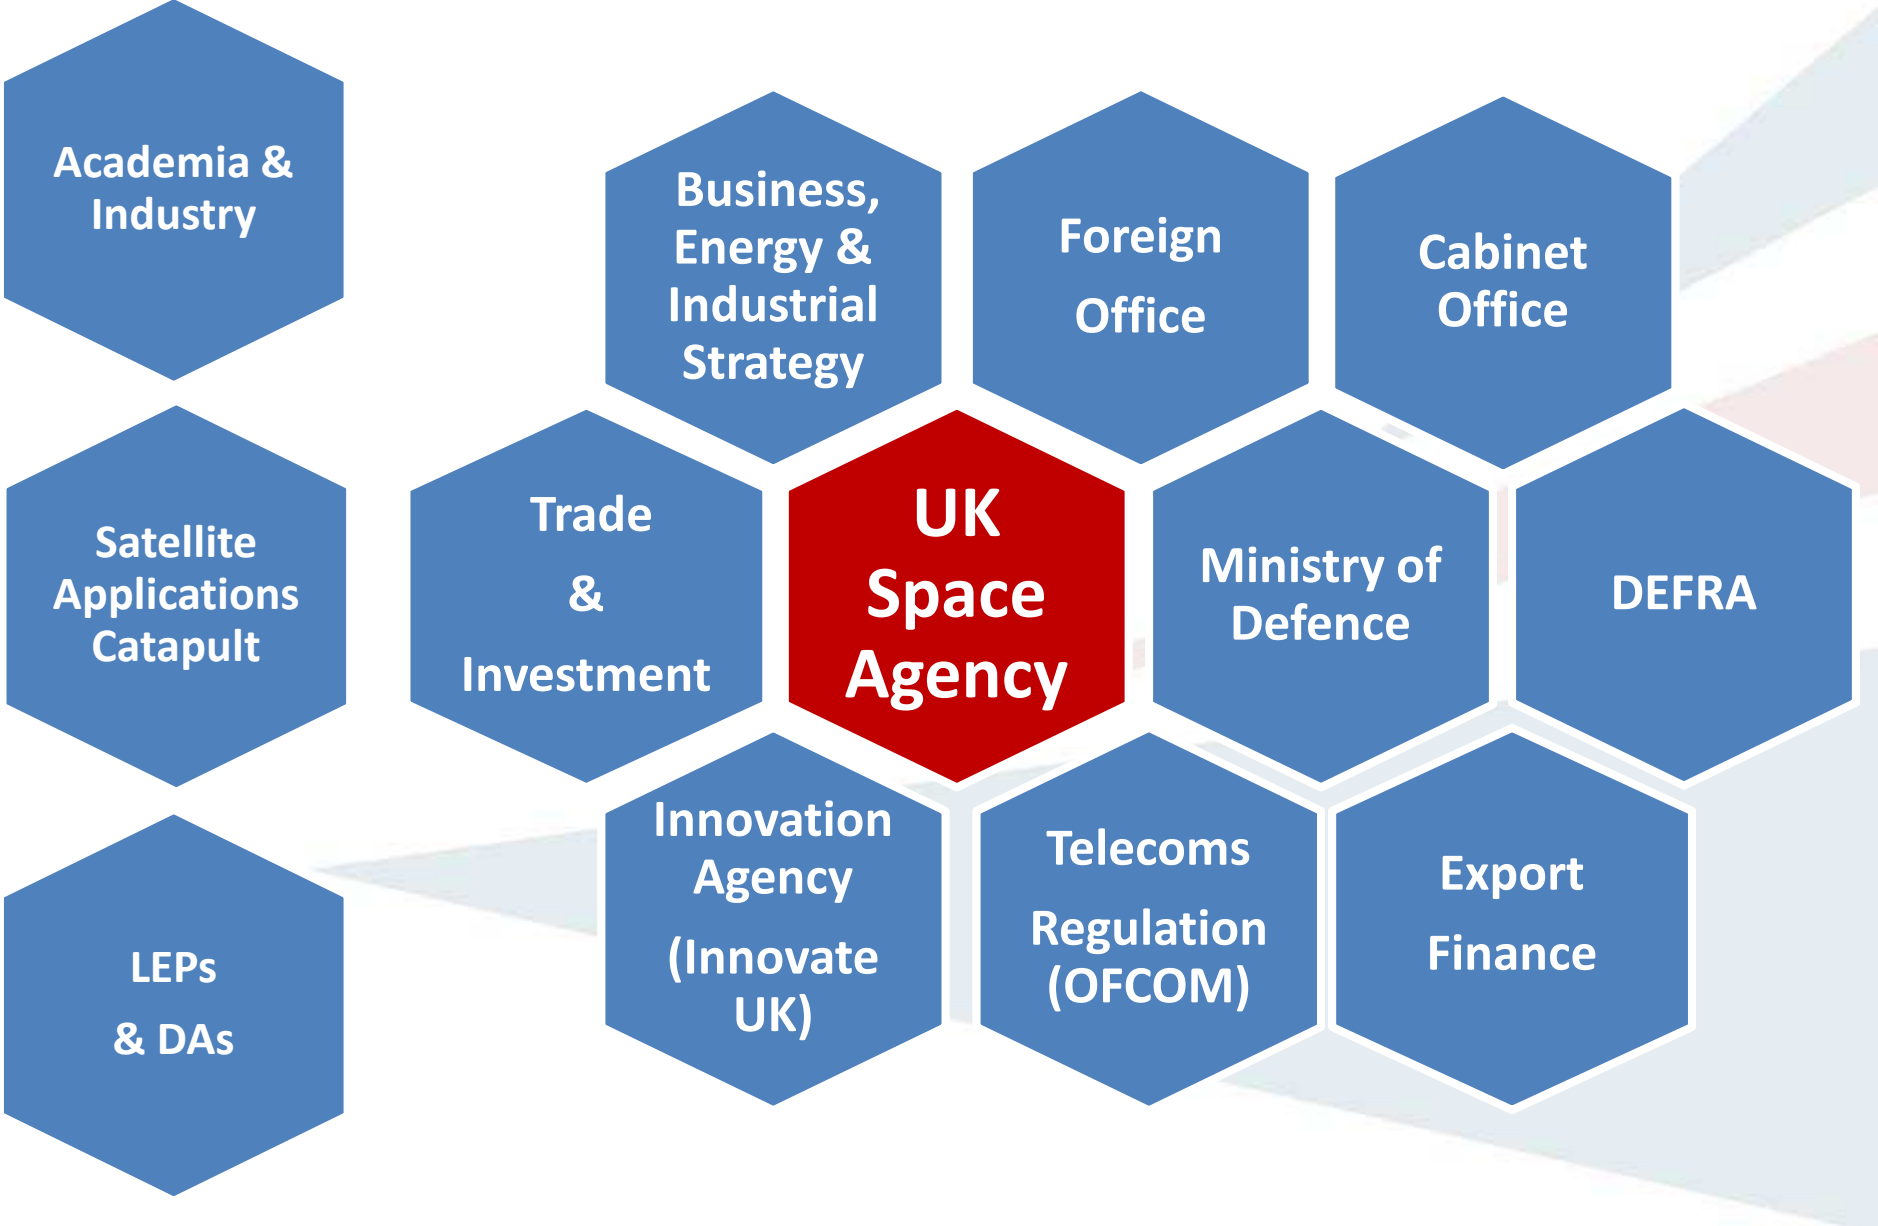 Academia &
Industry
Satellite
Applications
Catapult
LEPs
& DAs
Business,
Energy &
Industrial
Strategy
Foreign
Office
Cabinet
Office
Trade
&
Investment
UK
Space
Agency
Ministry of
Defence
DEFRA
Innovation
Agency
(Innovate
UK)
Telecoms
Regulation
(OFCOM)
Export
Finance